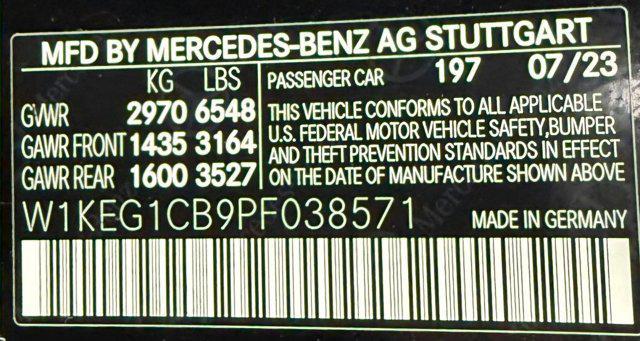 MFD BY MERCEDES-BENZ AG STUTTGART
KG LBS
GVWR 2970 6548
GAWR FRONT 1435 3164
GAWR REAR 1600 3527
PASSENGER CAR 197 07/23
THIS VEHICLE CONFORMS TO ALL APPLICABLE
U.S. FEDERAL MOTOR VEHICLE SAFETY,BUMPER
AND THEFT PREVENTION STANDARDS IN EFFECT
ON THE DATE OF MANUFACTURE SHOWN ABOVE
W1KEG1CB9PF038571 MADE IN GERMANY